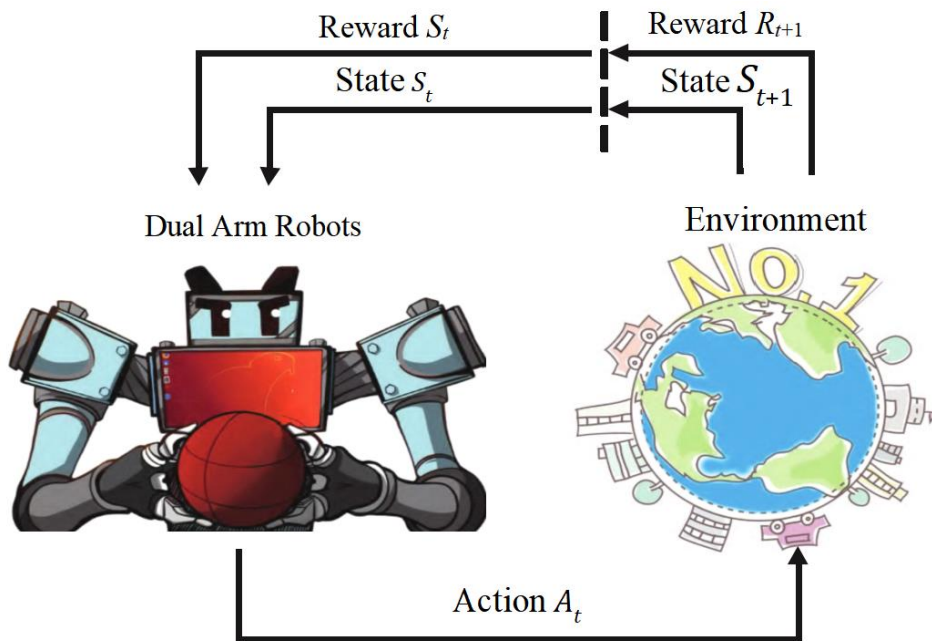 Reward Sₜ
Reward Rₜ₊₁
State Sₜ
State Sₜ₊₁
Dual Arm Robots
Environment
No.1
Action Aₜ